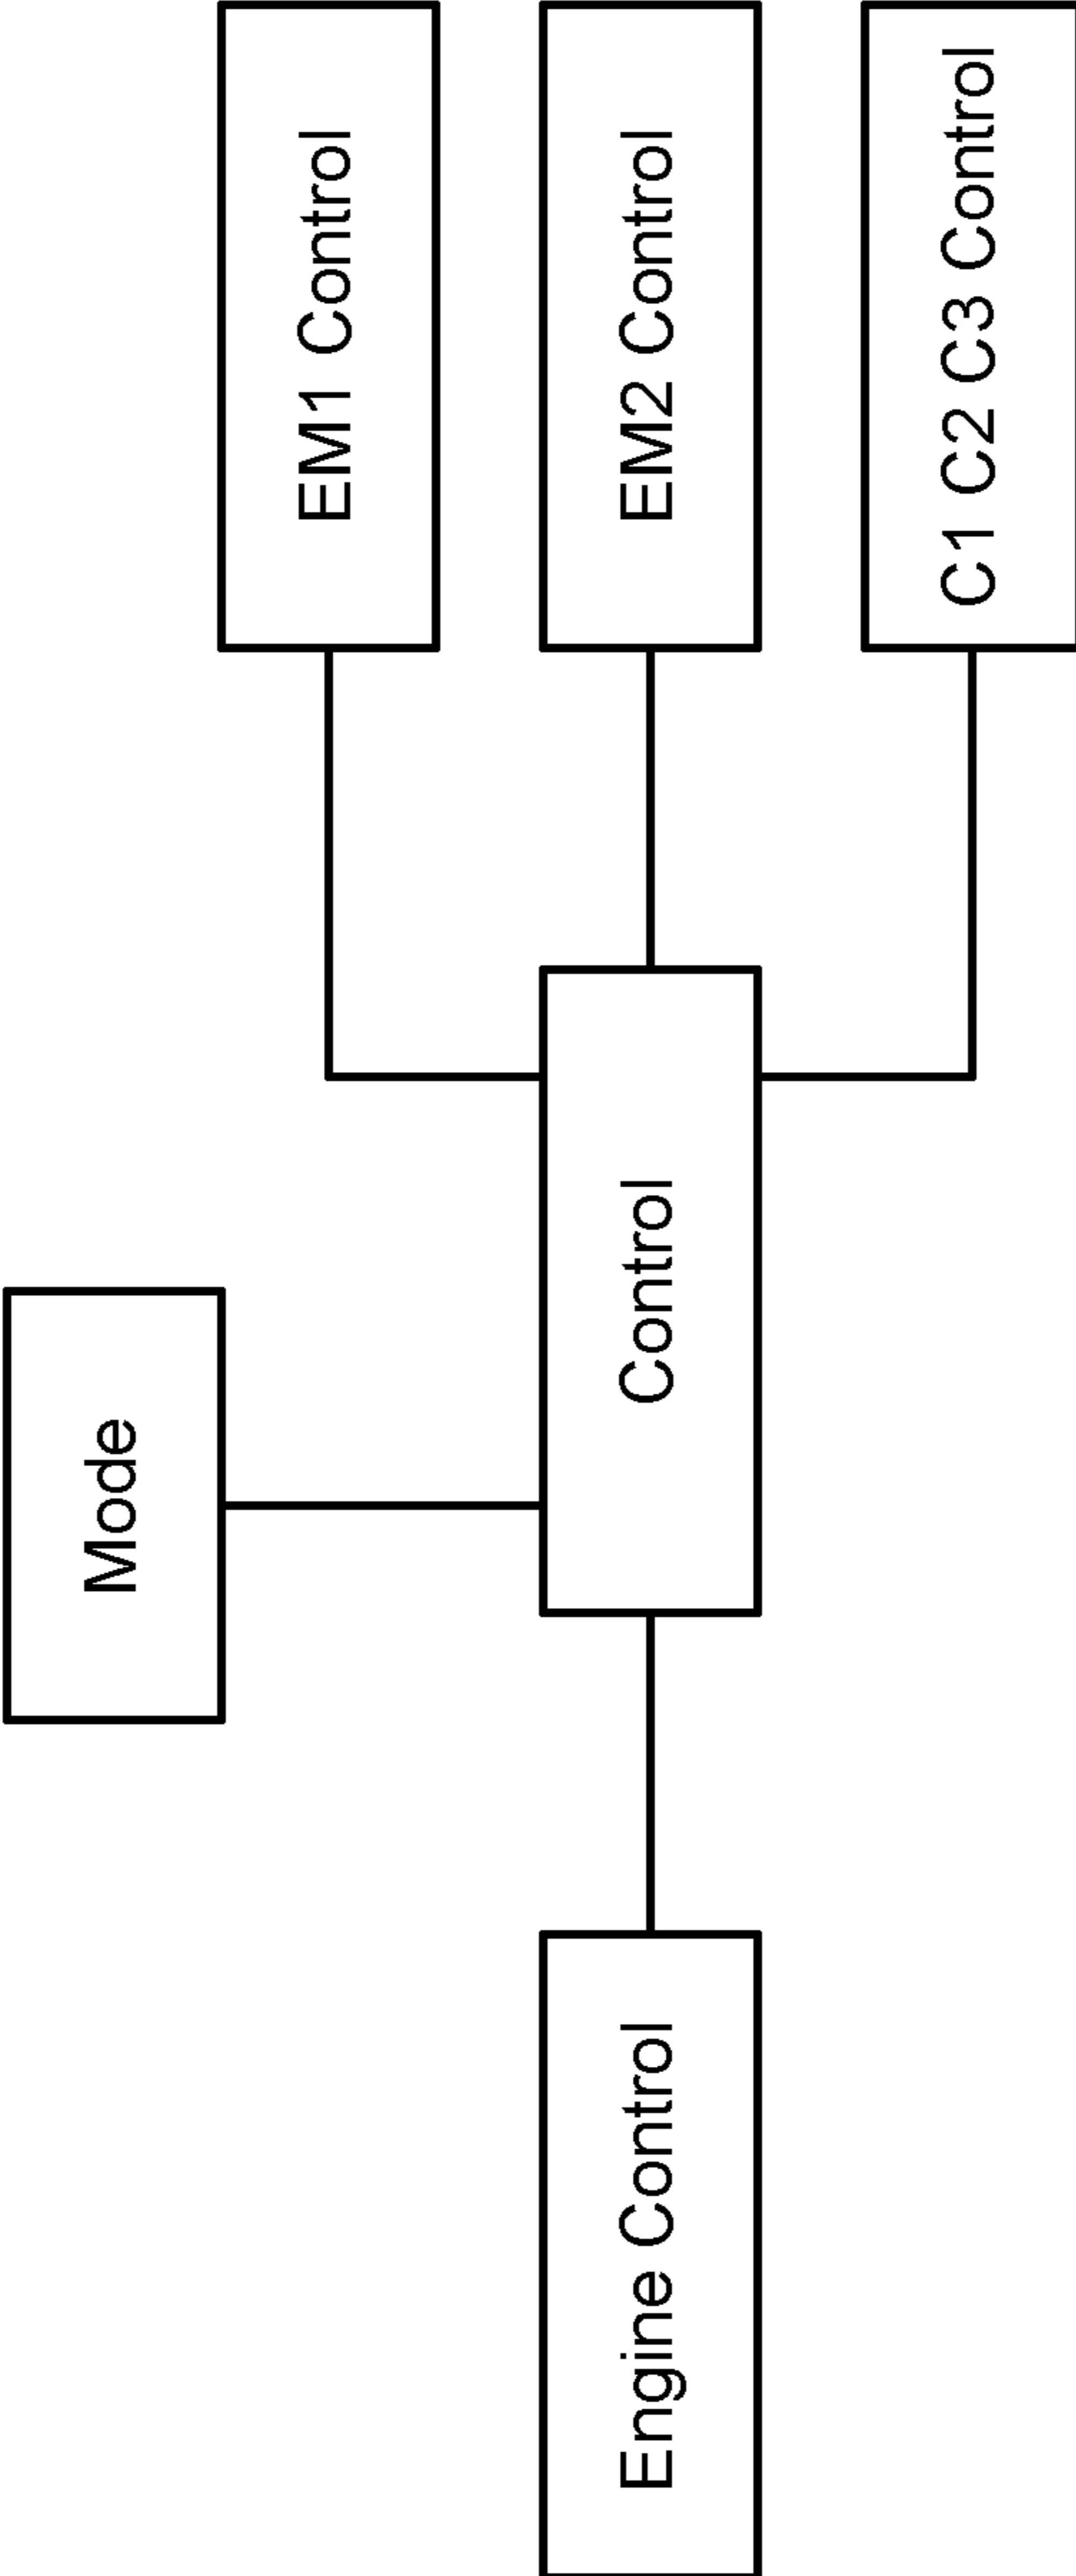 Mode
EM1 Control
Engine Control
Control
EM2 Control
C1 C2 C3 Control